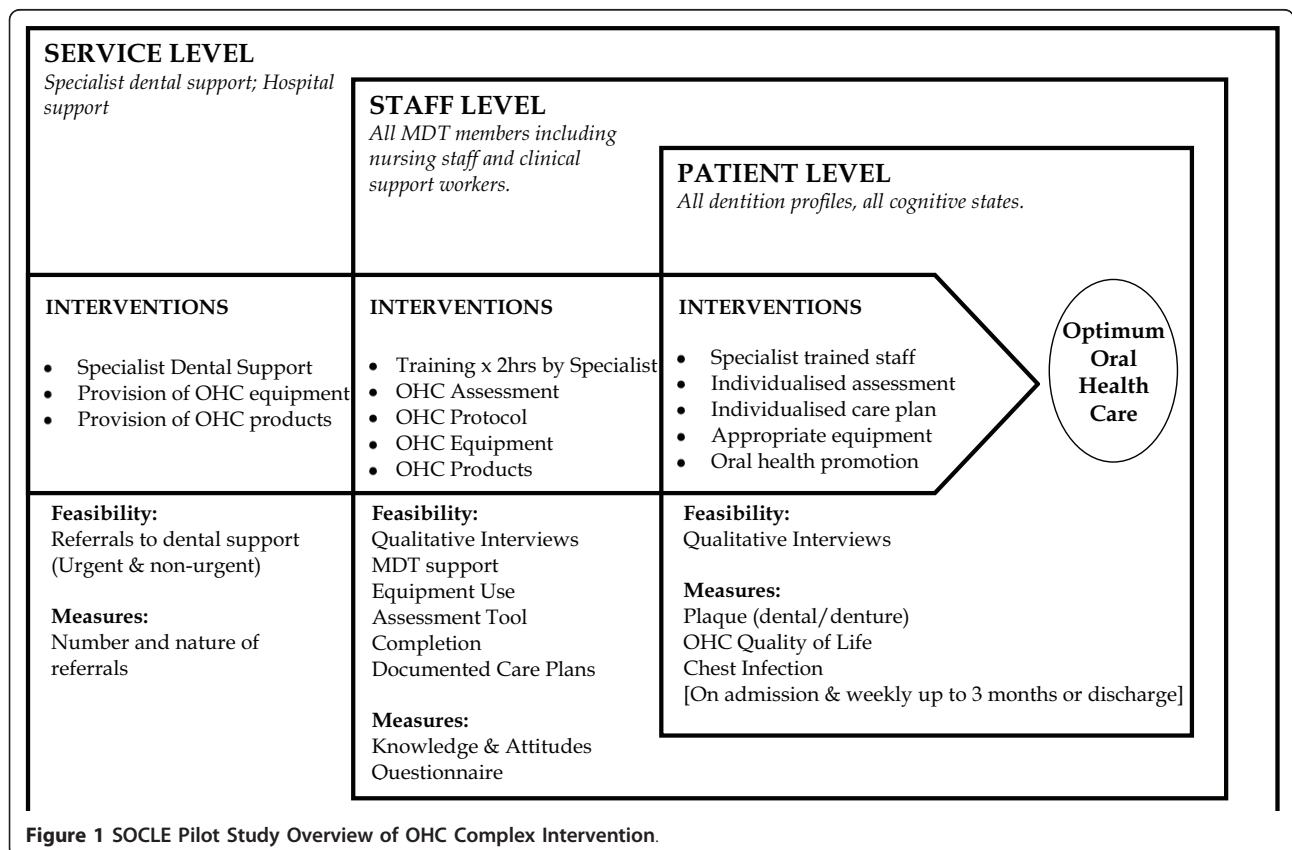 SERVICE LEVEL
Specialist dental support; Hospital
support
STAFF LEVEL
All MDT members including
nursing staff and clinical
support workers.
PATIENT LEVEL
All dentition profiles, all cognitive states.
INTERVENTIONS
• Specialist Dental Support
• Provision of OHC equipment
• Provision of OHC products
INTERVENTIONS
• Training x 2hrs by Specialist
• OHC Assessment
• OHC Protocol
• OHC Equipment
• OHC Products
INTERVENTIONS
• Specialist trained staff
• Individualised assessment
• Individualised care plan
• Appropriate equipment
• Oral health promotion
Optimum
Oral
Health
Care
Feasibility:
Referrals to dental support
(Urgent & non-urgent)
Measures:
Number and nature of
referrals
Feasibility:
Qualitative Interviews
MDT support
Equipment Use
Assessment Tool
Completion
Documented Care Plans
Measures:
Knowledge & Attitudes
Questionnaire
Feasibility:
Qualitative Interviews
Measures:
Plaque (dental/denture)
OHC Quality of Life
Chest Infection
[On admission & weekly up to 3 months or discharge]
Figure 1 SOCLE Pilot Study Overview of OHC Complex Intervention.